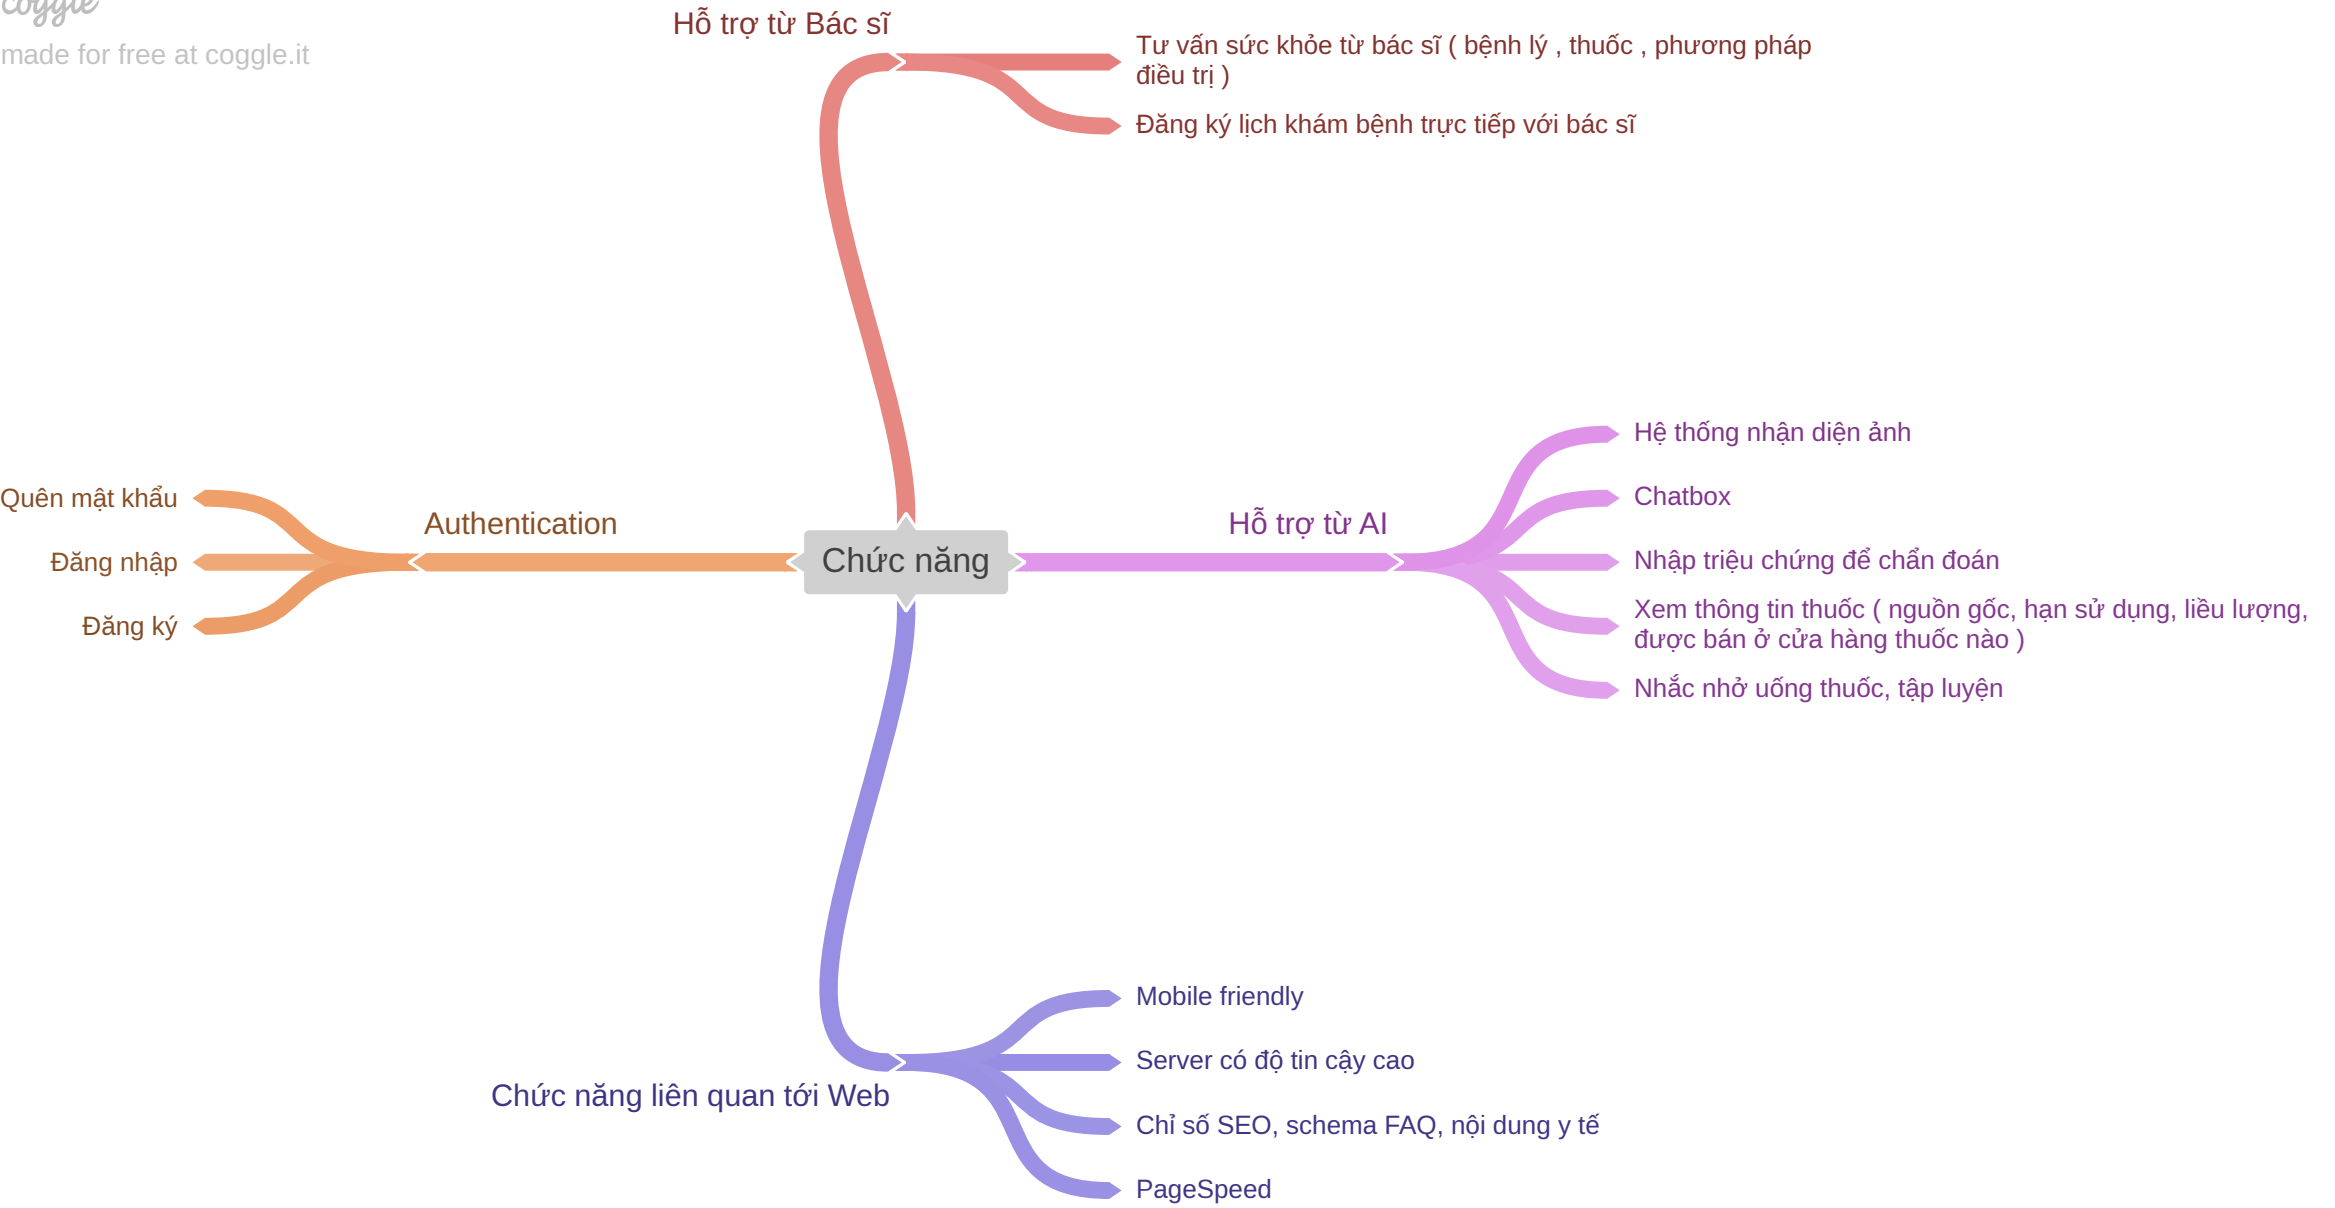 coggle
made for free at coggle.it
Hỗ trợ từ Bác sĩ
Tư vấn sức khỏe từ bác sĩ ( bệnh lý , thuốc , phương pháp
điều trị )
Đăng ký lịch khám bệnh trực tiếp với bác sĩ
Quên mật khẩu
Đăng nhập
Đăng ký
Authentication
Chức năng
Hỗ trợ từ AI
Hệ thống nhận diện ảnh
Chatbox
Nhập triệu chứng để chẩn đoán
Xem thông tin thuốc ( nguồn gốc, hạn sử dụng, liều lượng,
được bán ở cửa hàng thuốc nào )
Nhắc nhở uống thuốc, tập luyện
Chức năng liên quan tới Web
Mobile friendly
Server có độ tin cậy cao
Chỉ số SEO, schema FAQ, nội dung y tế
PageSpeed